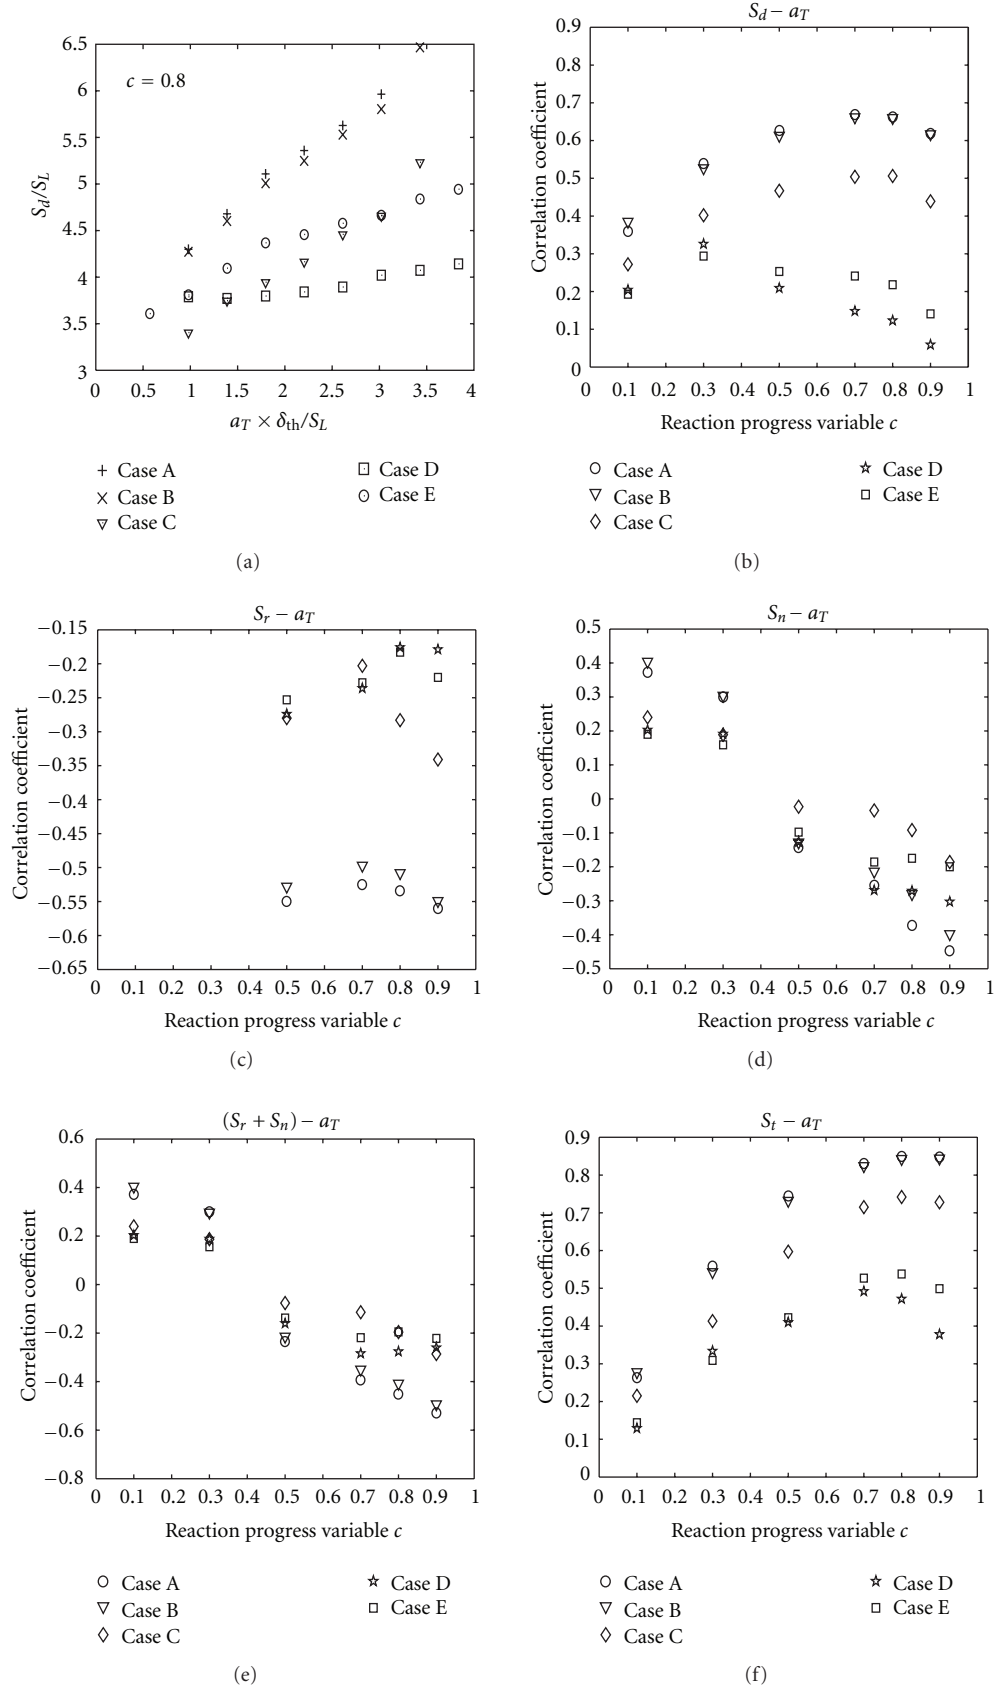 c = 0.8
6.5
6
5.5
5
4.5
4
3.5
3
S_d/S_L
0 0.5 1 1.5 2 2.5 3 3.5 4
a_T × δ_th/S_L
Case A
Case B
Case C
Case D
Case E
(a)
S_d − a_T
0.9
0.8
0.7
0.6
0.5
0.4
0.3
0.2
0.1
0
Correlation coefficient
0 0.1 0.2 0.3 0.4 0.5 0.6 0.7 0.8 0.9 1
Reaction progress variable c
Case A
Case B
Case C
Case D
Case E
(b)
S_r − a_T
−0.15
−0.2
−0.25
−0.3
−0.35
−0.4
−0.45
−0.5
−0.55
−0.6
−0.65
Correlation coefficient
0 0.1 0.2 0.3 0.4 0.5 0.6 0.7 0.8 0.9 1
Reaction progress variable c
(c)
S_n − a_T
0.5
0.4
0.3
0.2
0.1
0
−0.1
−0.2
−0.3
−0.4
−0.5
Correlation coefficient
0 0.1 0.2 0.3 0.4 0.5 0.6 0.7 0.8 0.9 1
Reaction progress variable c
(d)
(S_r + S_n) − a_T
0.6
0.4
0.2
0
−0.2
−0.4
−0.6
−0.8
Correlation coefficient
0 0.1 0.2 0.3 0.4 0.5 0.6 0.7 0.8 0.9 1
Reaction progress variable c
Case A
Case B
Case C
Case D
Case E
(e)
S_t − a_T
0.9
0.8
0.7
0.6
0.5
0.4
0.3
0.2
0.1
0
Correlation coefficient
0 0.1 0.2 0.3 0.4 0.5 0.6 0.7 0.8 0.9 1
Reaction progress variable c
Case A
Case B
Case C
Case D
Case E
(f)